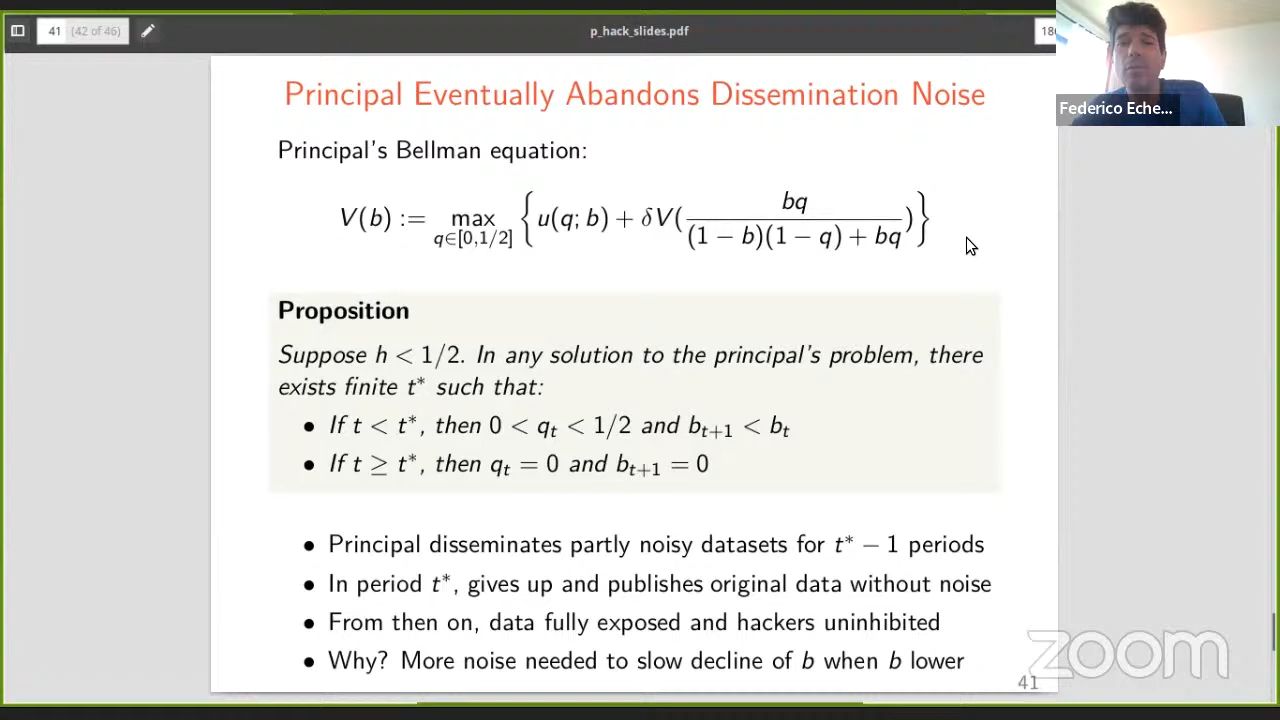 41 (42 of 46)
p_hack_slides.pdf
Principal Eventually Abandons Dissemination Noise
Federico Eche...
Principal's Bellman equation:
V(b) := max_{q∈[0,1/2]} { u(q; b) + δV( bq / ((1 − b)(1 − q) + bq) ) }
Proposition
Suppose h < 1/2. In any solution to the principal's problem, there
exists finite t* such that:
• If t < t*, then 0 < q_t < 1/2 and b_{t+1} < b_t
• If t ≥ t*, then q_t = 0 and b_{t+1} = 0
• Principal disseminates partly noisy datasets for t* − 1 periods
• In period t*, gives up and publishes original data without noise
• From then on, data fully exposed and hackers uninhibited
• Why? More noise needed to slow decline of b when b lower
zoom
41